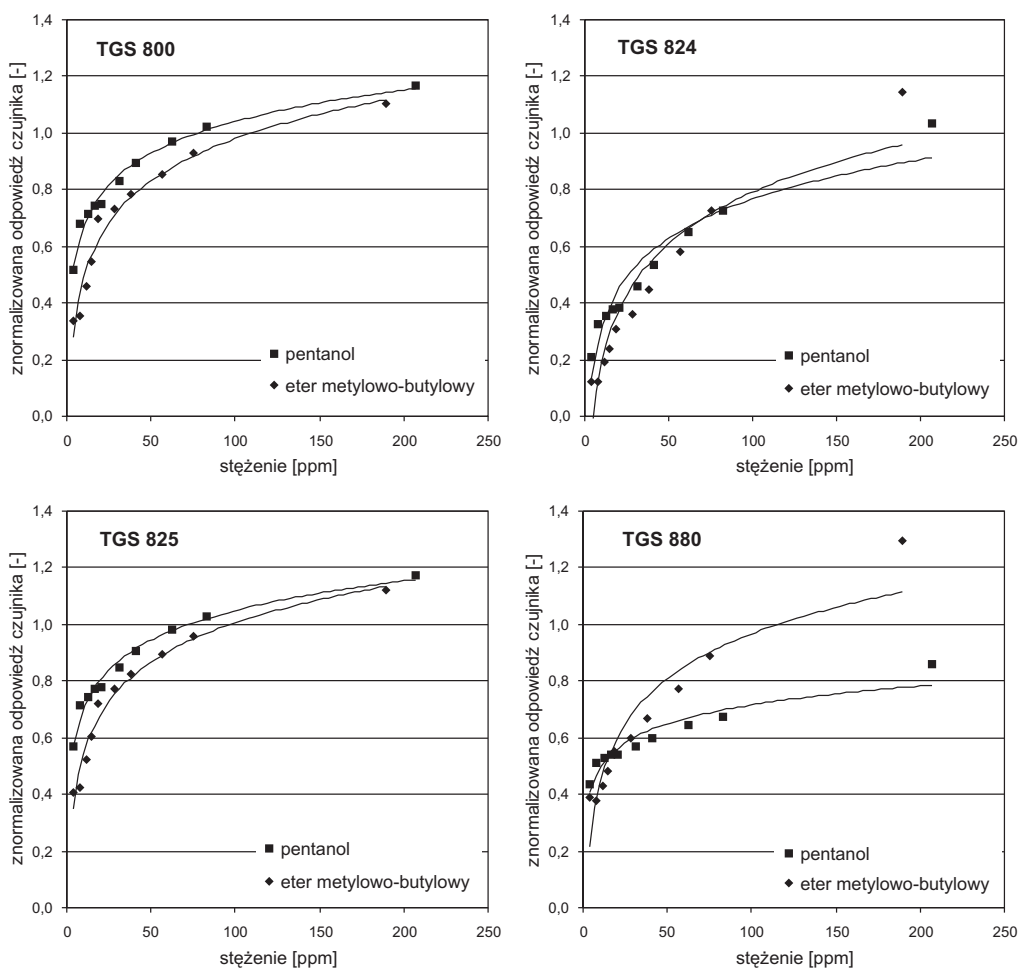 TGS 800
znormalizowana odpowiedź czujnika [-]
1,4
1,2
1,0
0,8
0,6
0,4
0,2
0,0
pentanol
eter metylowo-butylowy
0 50 100 150 200 250
stężenie [ppm]
TGS 824
znormalizowana odpowiedź czujnika [-]
1,4
1,2
1,0
0,8
0,6
0,4
0,2
0,0
pentanol
eter metylowo-butylowy
0 50 100 150 200 250
stężenie [ppm]
TGS 825
znormalizowana odpowiedź czujnika [-]
1,4
1,2
1,0
0,8
0,6
0,4
0,2
0,0
pentanol
eter metylowo-butylowy
0 50 100 150 200 250
stężenie [ppm]
TGS 880
znormalizowana odpowiedź czujnika [-]
1,4
1,2
1,0
0,8
0,6
0,4
0,2
0,0
pentanol
eter metylowo-butylowy
0 50 100 150 200 250
stężenie [ppm]